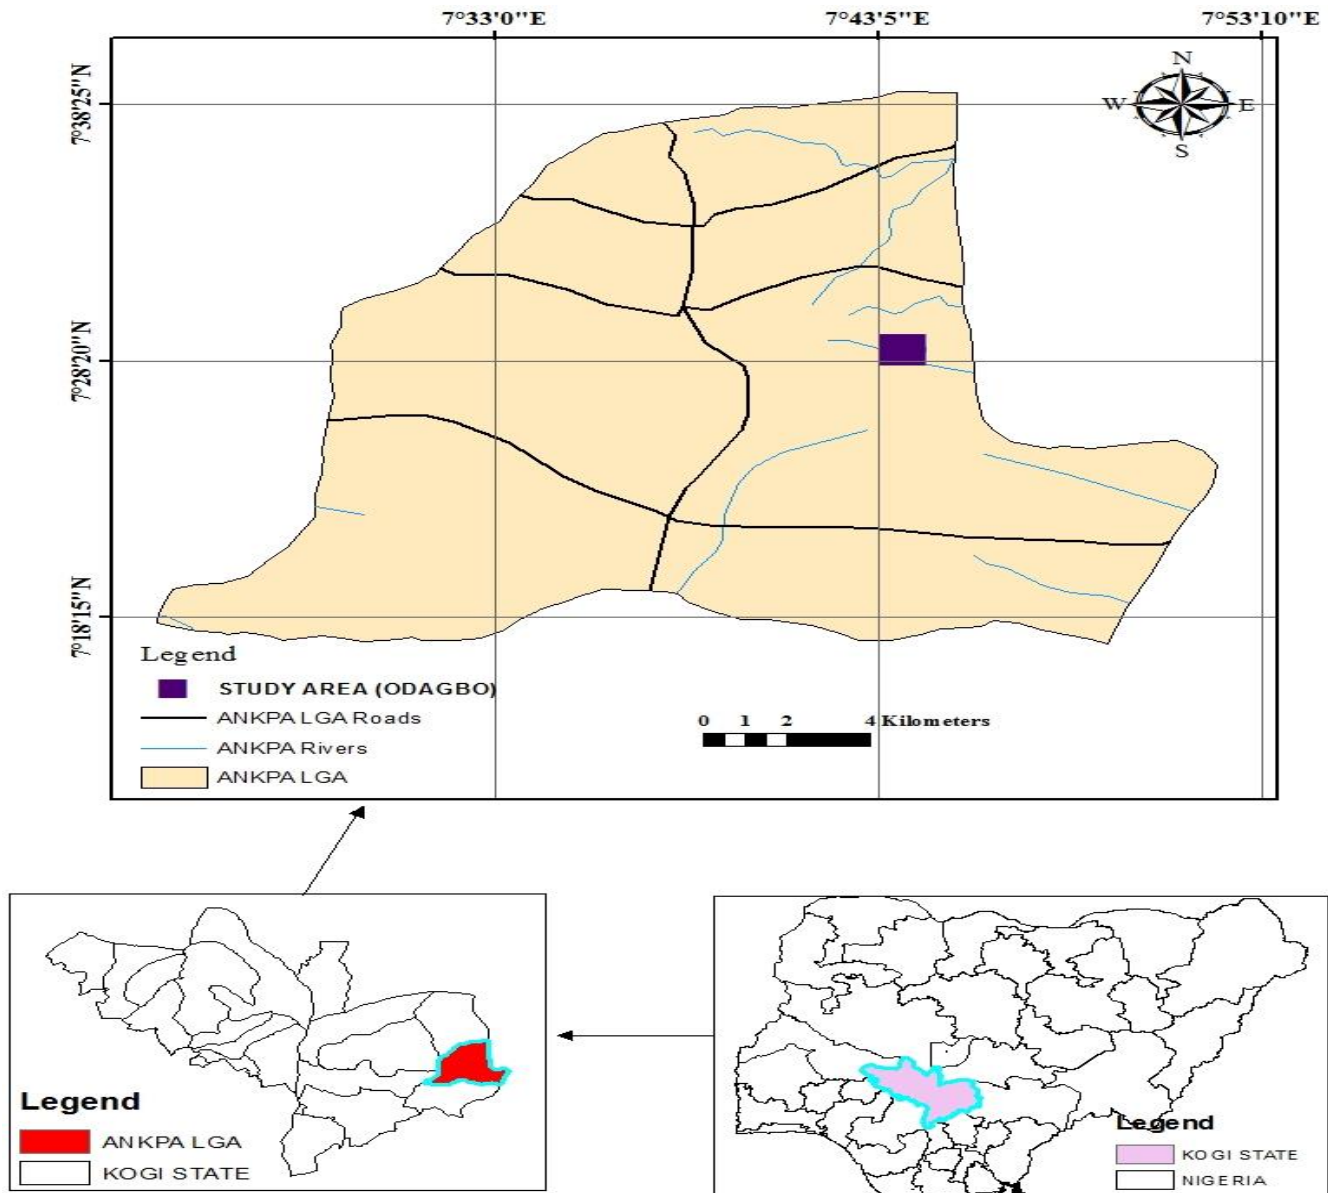 7°33'0"E 7°43'5"E 7°53'10"E
N
W E
S
7°38'25"N
7°28'20"N
7°18'15"N
Legend
STUDY AREA (ODAGBO)
ANKPA LGA Roads
ANKPA Rivers
ANKPA LGA
0 1 2 4 Kilometers
Legend
ANKPA LGA
KOGI STATE
Legend
KOGI STATE
NIGERIA